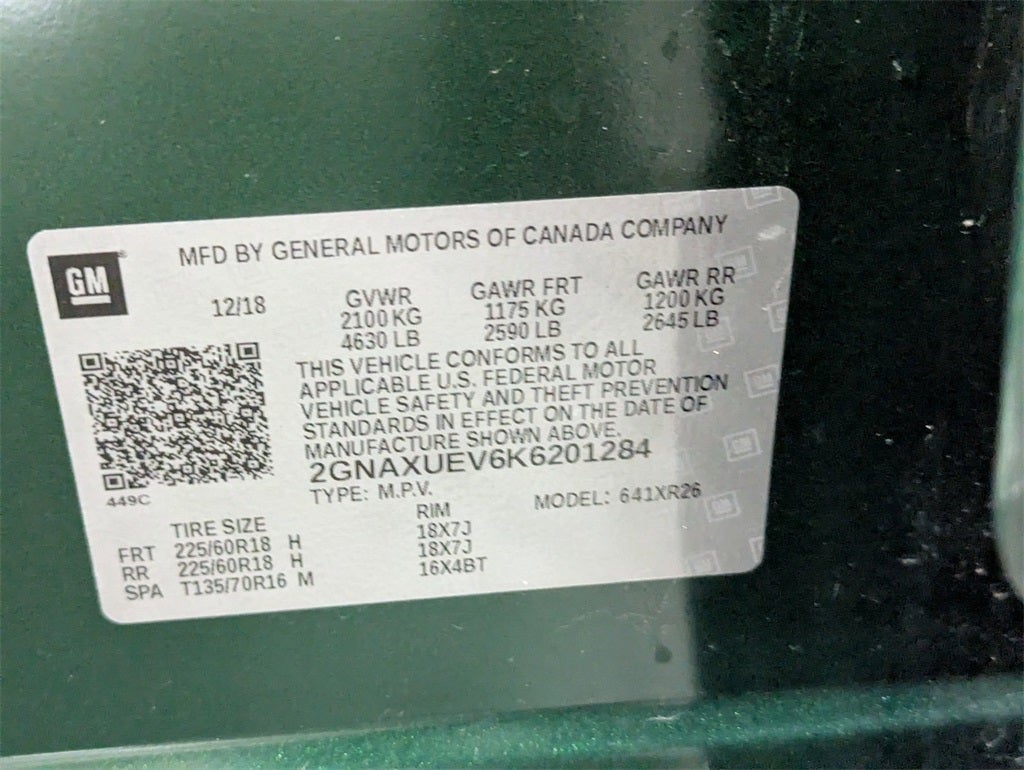 GM
MFD BY GENERAL MOTORS OF CANADA COMPANY
12/18 GVWR GAWR FRT GAWR RR
2100 KG 1175 KG 1200 KG
4630 LB 2590 LB 2645 LB
THIS VEHICLE CONFORMS TO ALL
APPLICABLE U.S. FEDERAL MOTOR
VEHICLE SAFETY AND THEFT PREVENTION
STANDARDS IN EFFECT ON THE DATE OF
MANUFACTURE SHOWN ABOVE.
2GNAXUEV6K6201284
449C
TYPE: M.P.V. MODEL: 641XR26
TIRE SIZE RIM
FRT 225/60R18 H 18X7J
RR 225/60R18 H 18X7J
SPA T135/70R16 M 16X4BT